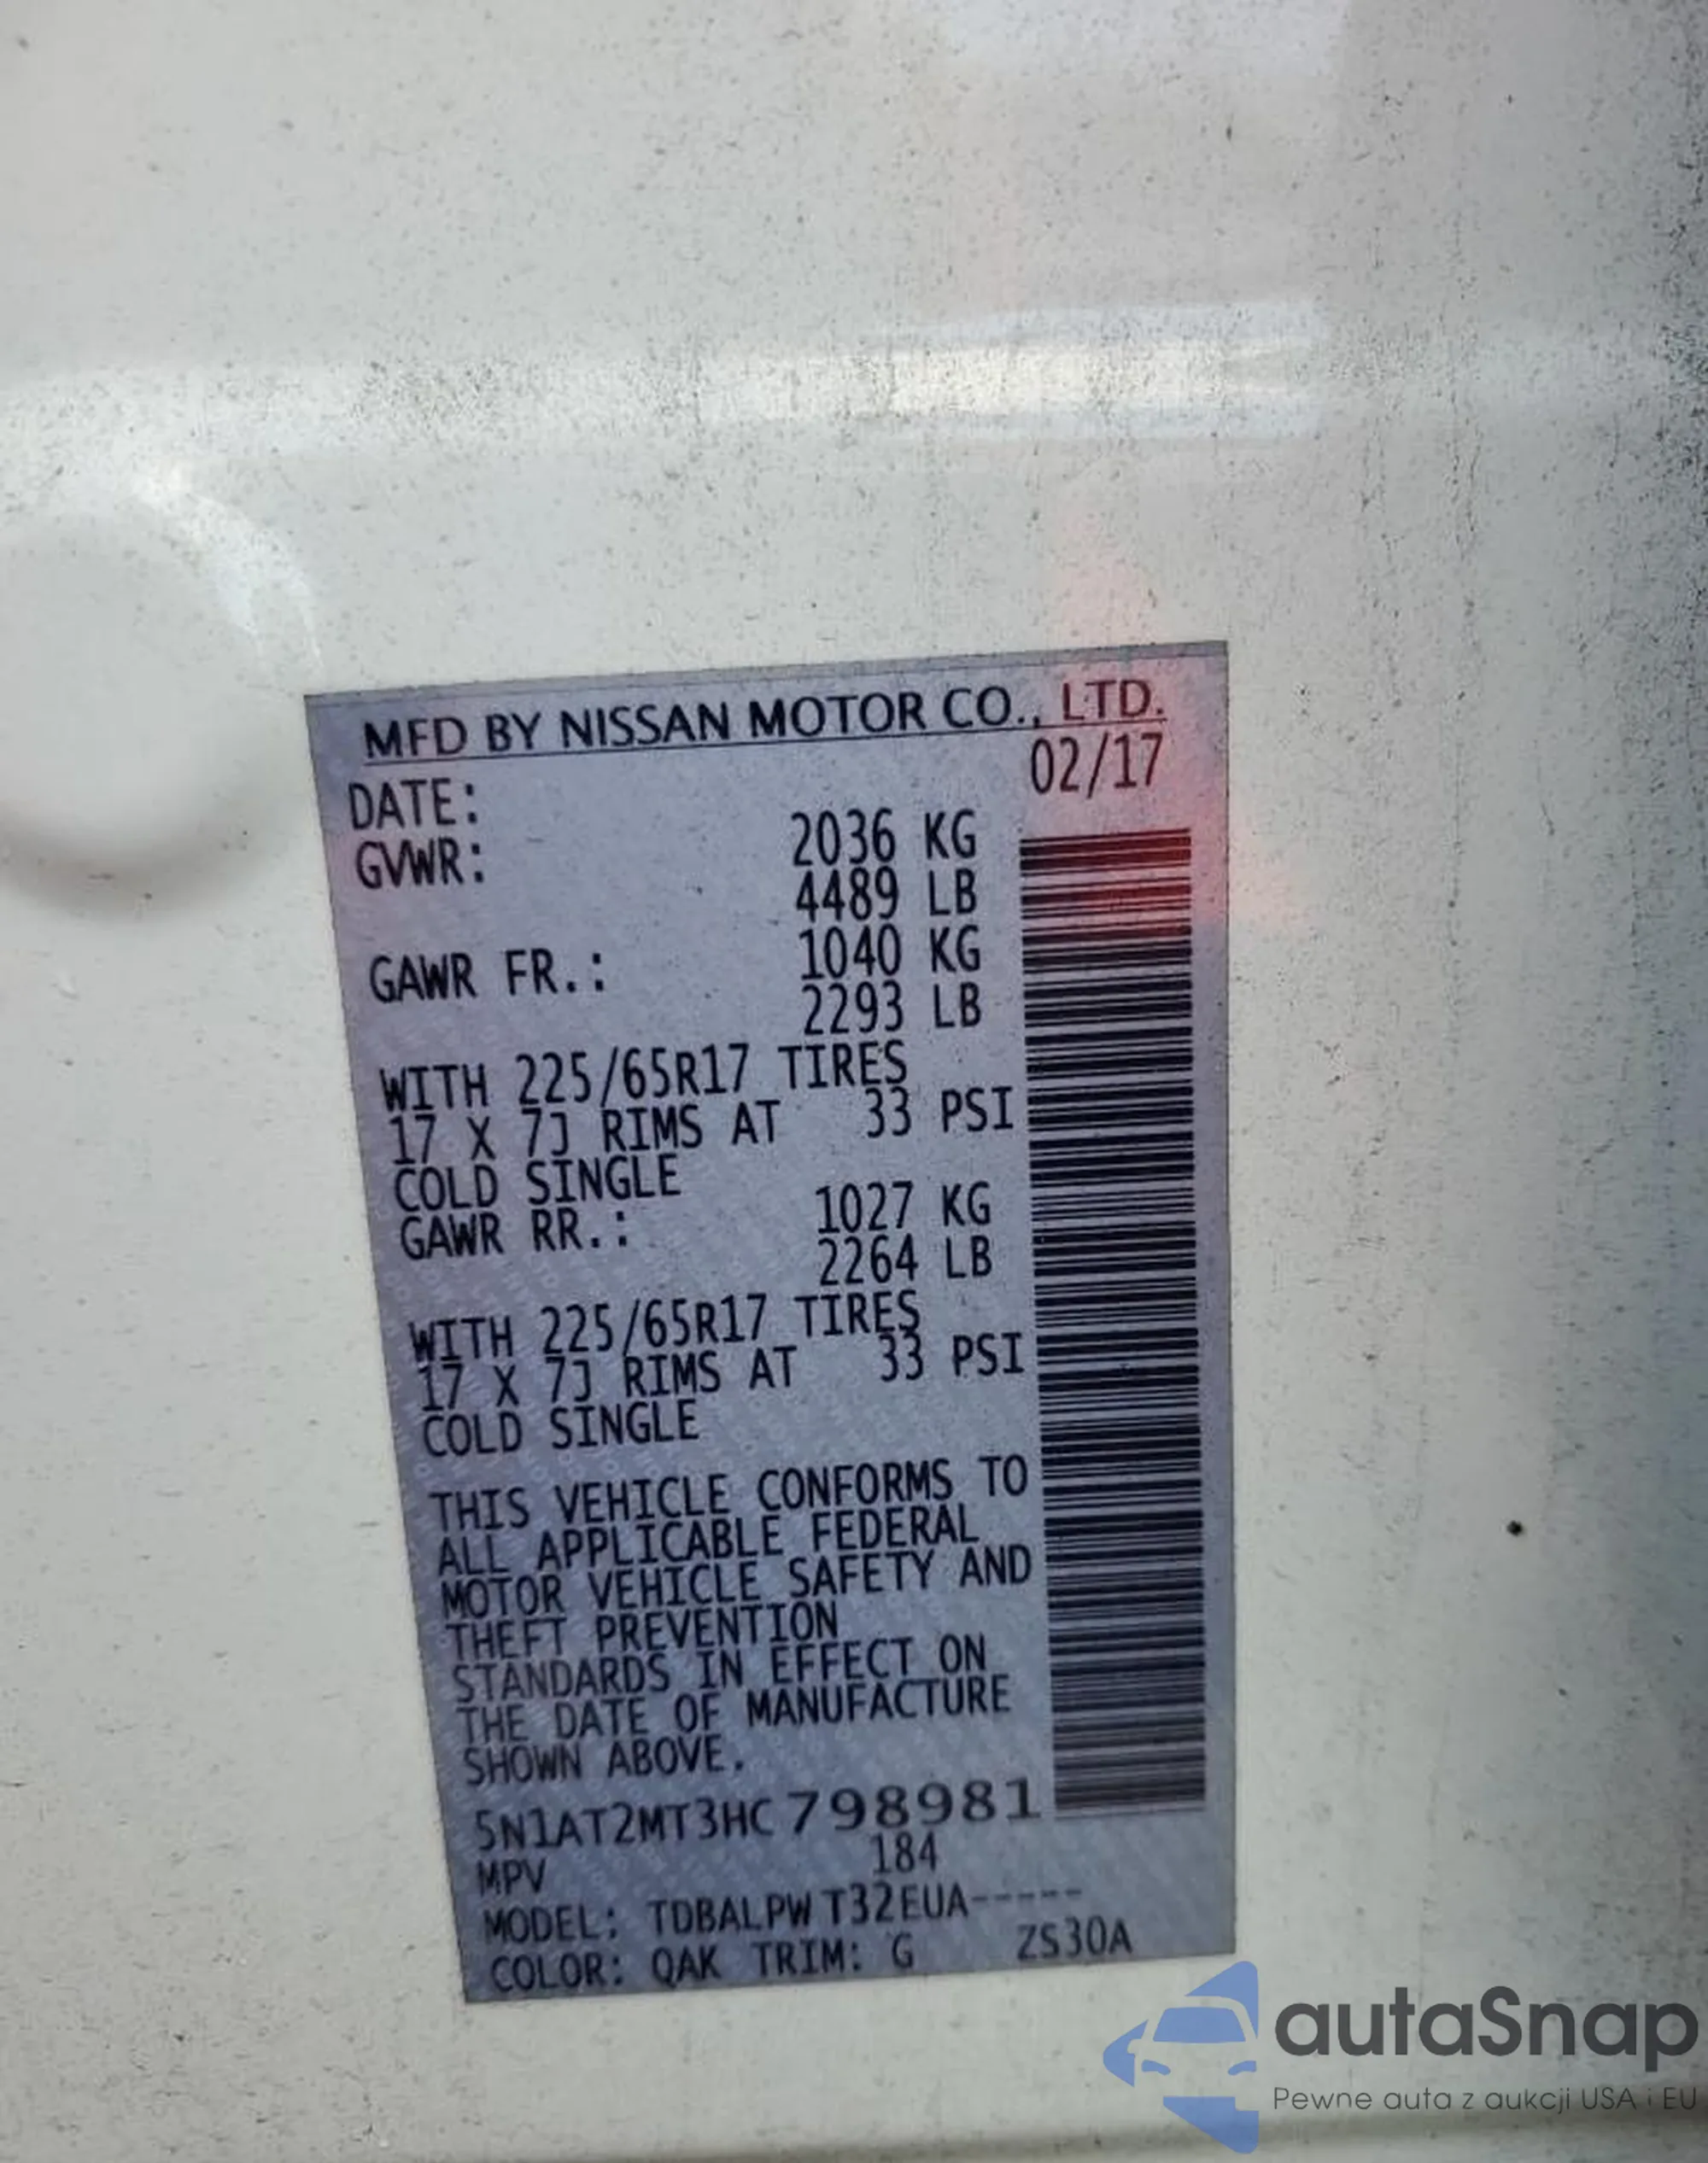 MFD BY NISSAN MOTOR CO., LTD.
DATE: 02/17
GVWR: 2036 KG
4489 LB
GAWR FR.: 1040 KG
2293 LB
WITH 225/65R17 TIRES
17 X 7J RIMS AT 33 PSI
COLD SINGLE
GAWR RR.: 1027 KG
2264 LB
WITH 225/65R17 TIRES
17 X 7J RIMS AT 33 PSI
COLD SINGLE
THIS VEHICLE CONFORMS TO
ALL APPLICABLE FEDERAL
MOTOR VEHICLE SAFETY AND
THEFT PREVENTION
STANDARDS IN EFFECT ON
THE DATE OF MANUFACTURE
SHOWN ABOVE.
5N1AT2MT3HC798981
MPV 184
MODEL: TDBALPW T32EUA-----
COLOR: QAK TRIM: G ZS30A
autaSnap
Pewne auta z aukcji USA i EU